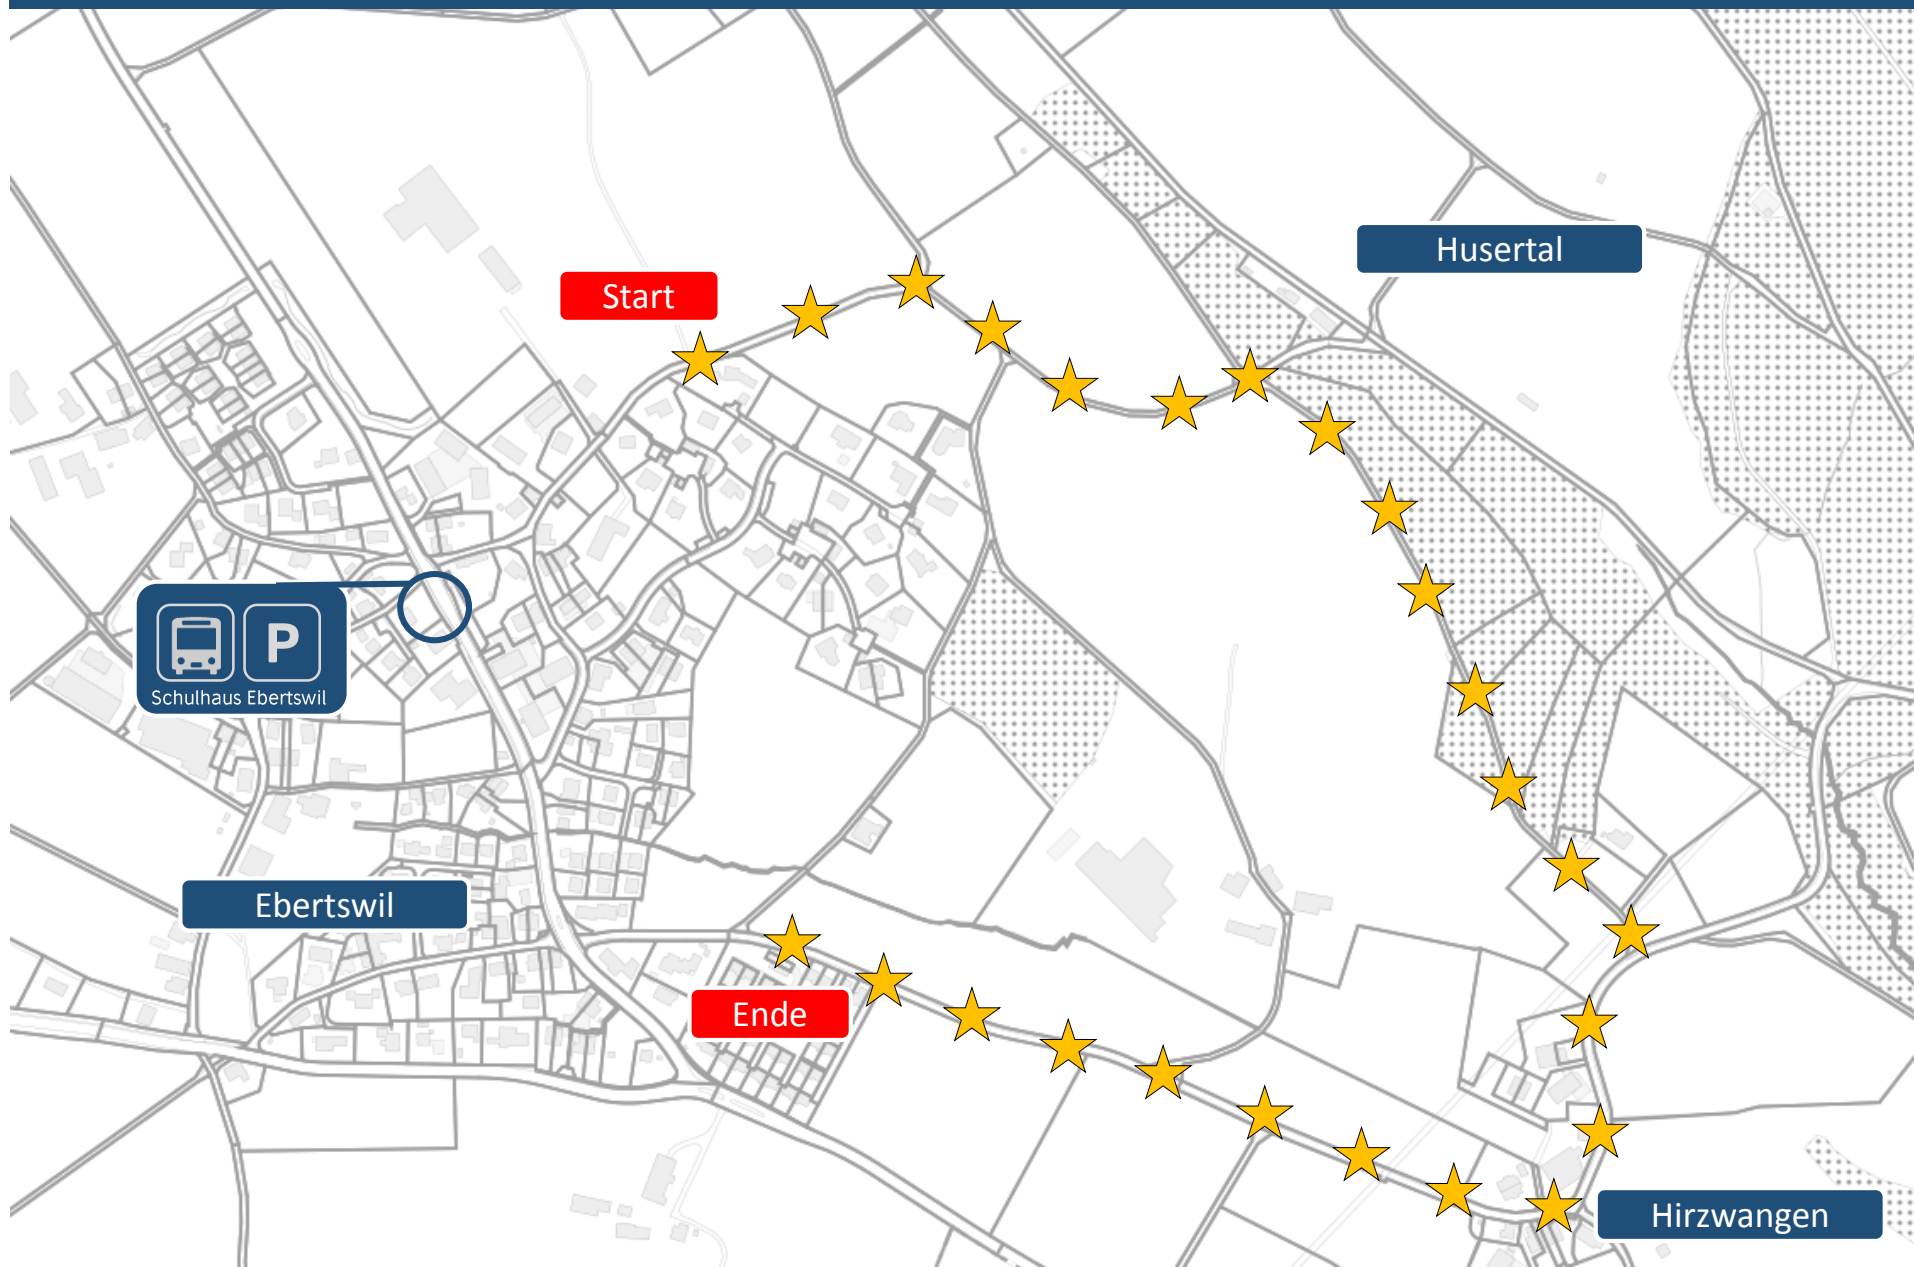 Husertal
Start
P
Schulhaus Ebertswil
Ebertswil
Ende
Hirzwangen